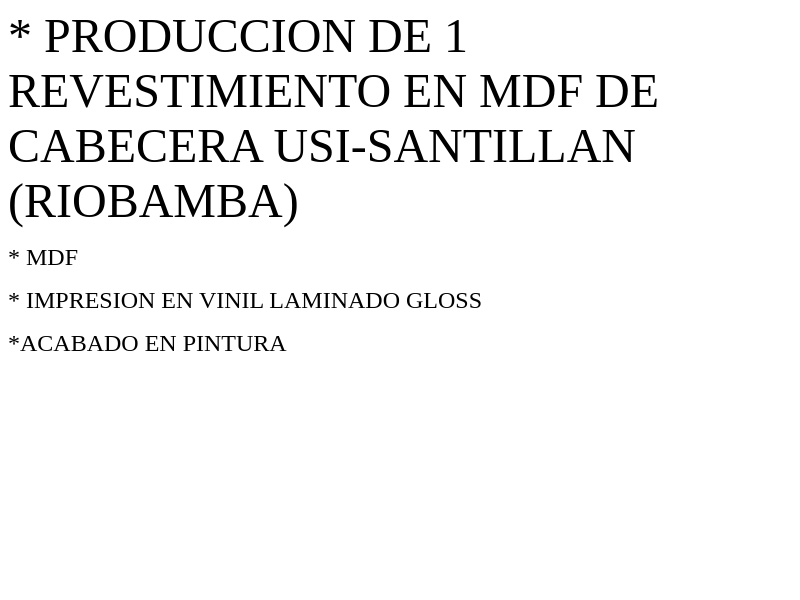 * PRODUCCION DE 1
REVESTIMIENTO EN MDF DE
CABECERA USI-SANTILLAN
(RIOBAMBA)
* MDF
* IMPRESION EN VINIL LAMINADO GLOSS
*ACABADO EN PINTURA